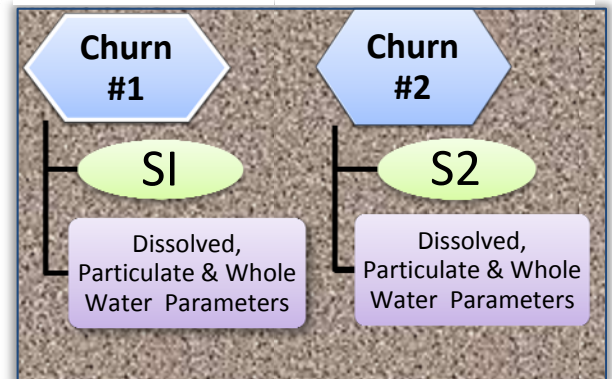 Churn
#1
SI
Dissolved,
Particulate & Whole
Water Parameters
Churn
#2
S2
Dissolved,
Particulate & Whole
Water Parameters